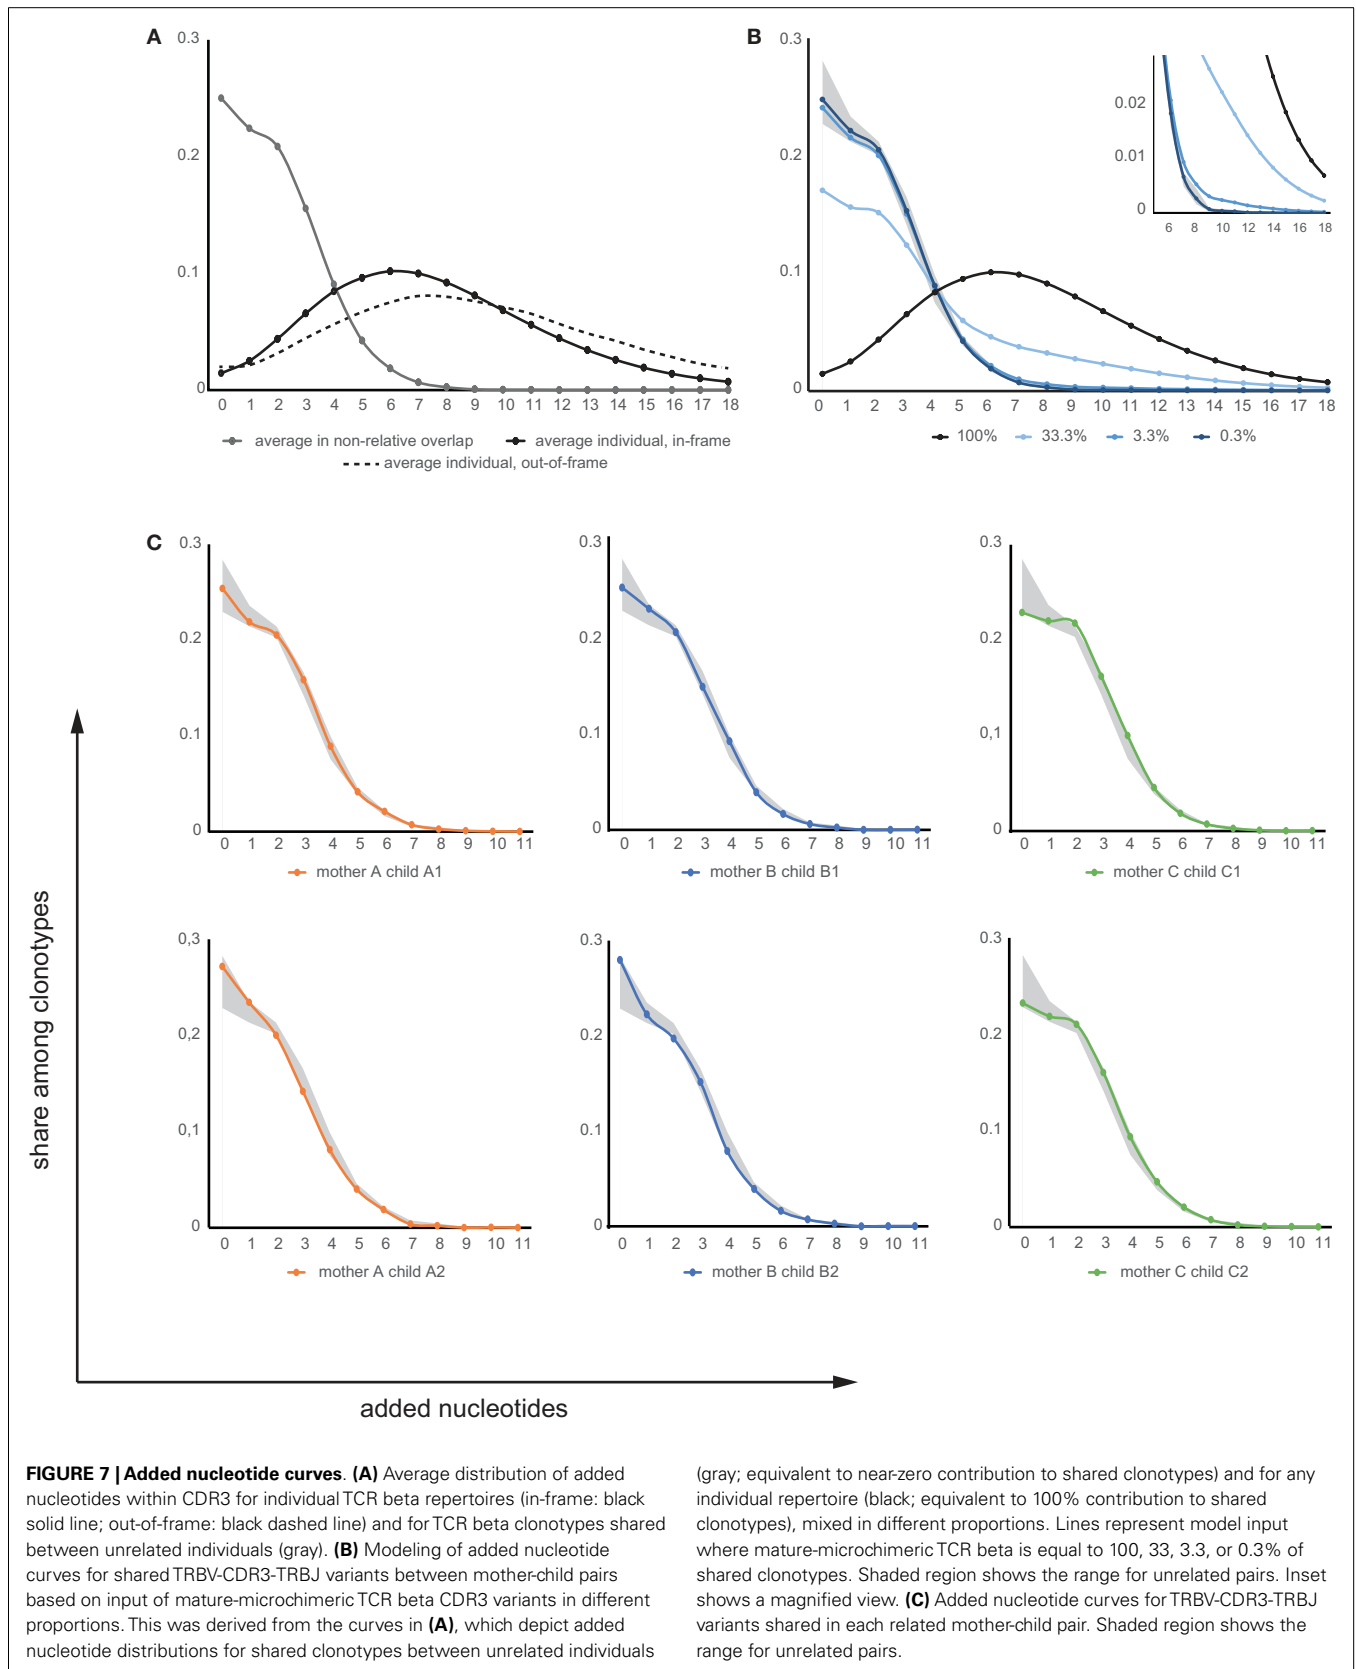 A
0.3
0.2
0.1
0
0 1 2 3 4 5 6 7 8 9 10 11 12 13 14 15 16 17 18
average in non-relative overlap
average individual, in-frame
average individual, out-of-frame
B
0.3
0.2
0.1
0
0 1 2 3 4 5 6 7 8 9 10 11 12 13 14 15 16 17 18
100% 33.3% 3.3% 0.3%
0.02
0.01
0
6 8 10 12 14 16 18
C
0.3
0.2
0.1
0
0 1 2 3 4 5 6 7 8 9 10 11
mother A child A1
0.3
0.2
0.1
0
0 1 2 3 4 5 6 7 8 9 10 11
mother B child B1
0.3
0.2
0,1
0
0 1 2 3 4 5 6 7 8 9 10 11
mother C child C1
0,3
0.2
0,1
0
0 1 2 3 4 5 6 7 8 9 10 11
mother A child A2
0.3
0.2
0.1
0
0 1 2 3 4 5 6 7 8 9 10 11
mother B child B2
0.3
0.2
0.1
0
0 1 2 3 4 5 6 7 8 9 10 11
mother C child C2
share among clonotypes
added nucleotides
FIGURE 7 | Added nucleotide curves. (A) Average distribution of added
nucleotides within CDR3 for individual TCR beta repertoires (in-frame: black
solid line; out-of-frame: black dashed line) and for TCR beta clonotypes shared
between unrelated individuals (gray). (B) Modeling of added nucleotide
curves for shared TRBV-CDR3-TRBJ variants between mother-child pairs
based on input of mature-microchimeric TCR beta CDR3 variants in different
proportions. This was derived from the curves in (A), which depict added
nucleotide distributions for shared clonotypes between unrelated individuals
(gray; equivalent to near-zero contribution to shared clonotypes) and for any
individual repertoire (black; equivalent to 100% contribution to shared
clonotypes), mixed in different proportions. Lines represent model input
where mature-microchimeric TCR beta is equal to 100, 33, 3.3, or 0.3% of
shared clonotypes. Shaded region shows the range for unrelated pairs. Inset
shows a magnified view. (C) Added nucleotide curves for TRBV-CDR3-TRBJ
variants shared in each related mother-child pair. Shaded region shows the
range for unrelated pairs.